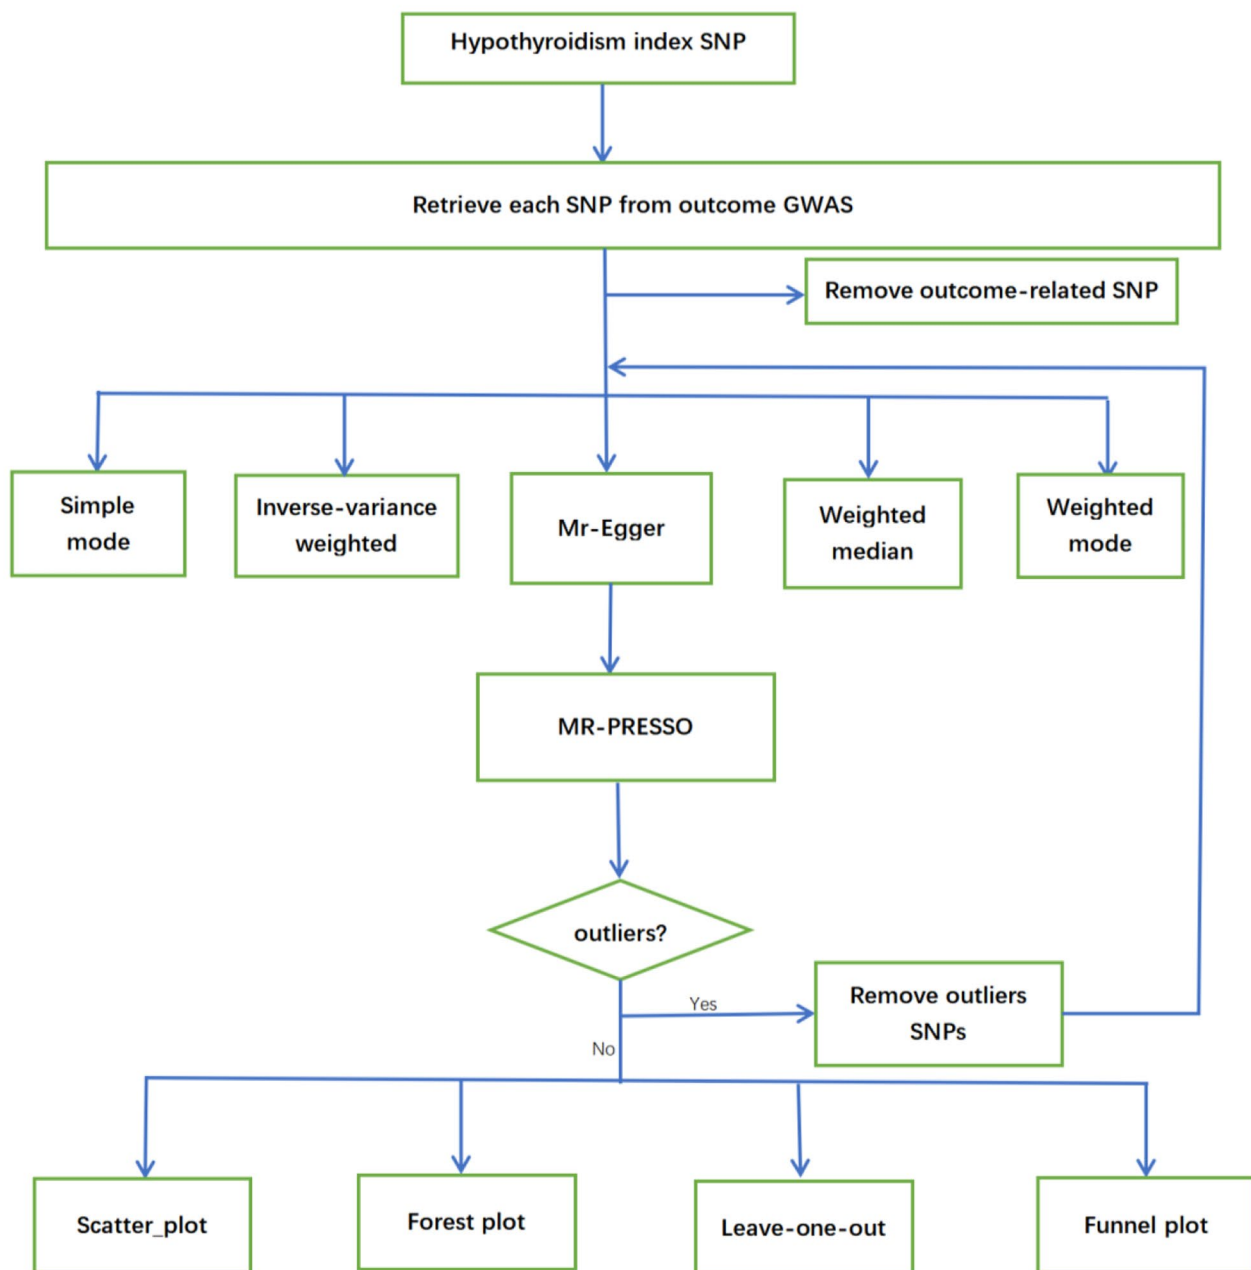 Hypothyroidism index SNP
Retrieve each SNP from outcome GWAS
Remove outcome-related SNP
Simple
mode
Inverse-variance
weighted
Mr-Egger
Weighted
median
Weighted
mode
MR-PRESSO
outliers?
Yes
Remove outliers
SNPs
No
Scatter_plot
Forest plot
Leave-one-out
Funnel plot